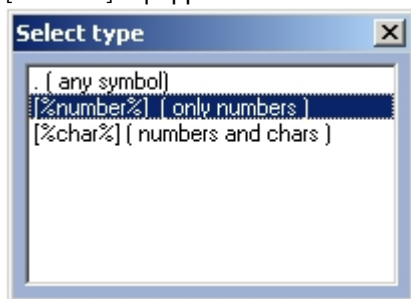 Select type
. ( any symbol)
[%number%] ( only numbers )
[%char%] ( numbers and chars )